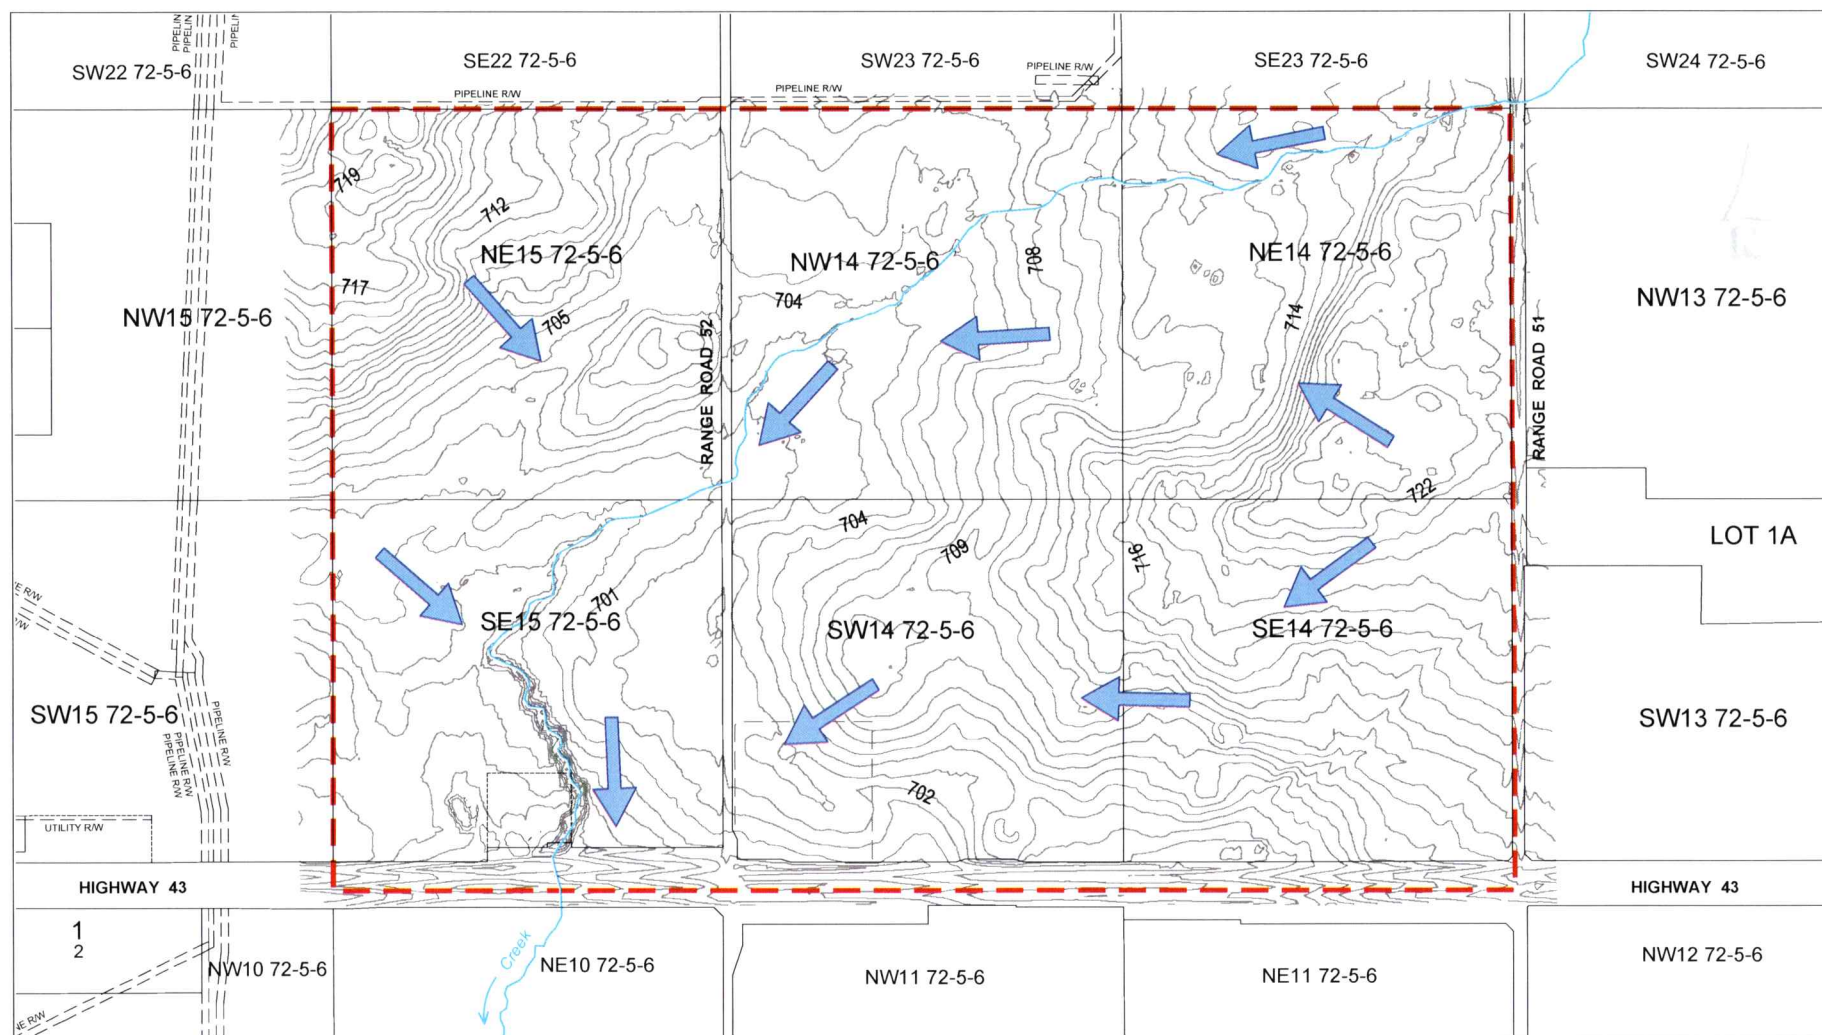 PIPELINE
PIPELINE
PIPELIN
SW22 72-5-6
SE22 72-5-6
SW23 72-5-6
SE23 72-5-6
SW24 72-5-6
PIPELINE R/W
PIPELINE R/W
PIPELINE R/W
719
712
NE15 72-5-6
NW14 72-5-6
708
NE14 72-5-6
717
704
NW15 72-5-6
705
714
NW13 72-5-6
RANGE ROAD 52
RANGE ROAD 51
722
704
709
716
LOT 1A
E R/W
/W
701
SE15 72-5-6
SW14 72-5-6
SE14 72-5-6
SW15 72-5-6
PIPELINE R/W
PIPELINE R/W
PIPELINE R/W
SW13 72-5-6
702
UTILITY R/W
HIGHWAY 43
HIGHWAY 43
1
2
Creek
NW10 72-5-6
NE10 72-5-6
NW11 72-5-6
NE11 72-5-6
NW12 72-5-6
NE R/W